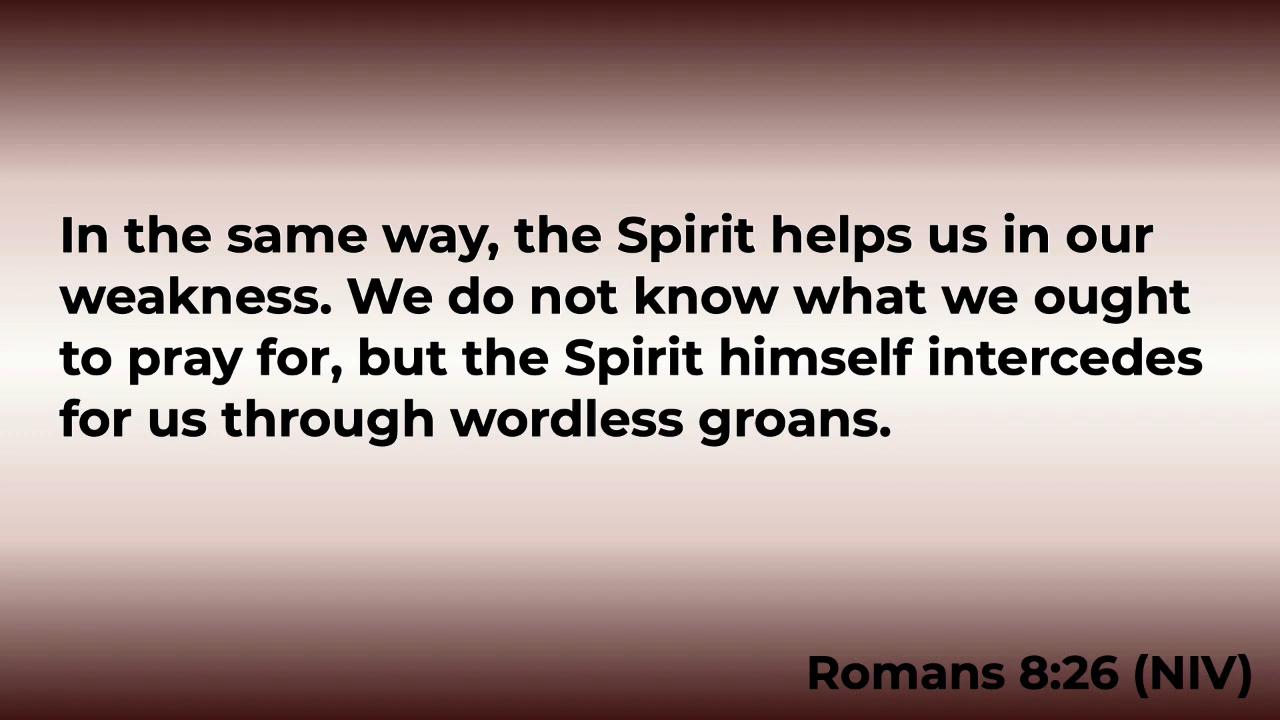 In the same way, the Spirit helps us in our
weakness. We do not know what we ought
to pray for, but the Spirit himself intercedes
for us through wordless groans.
Romans 8:26 (NIV)